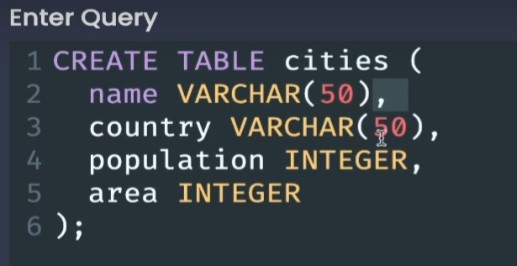 Enter Query
1 CREATE TABLE cities (
2   name VARCHAR(50),
3   country VARCHAR(50),
4   population INTEGER,
5   area INTEGER
6 );